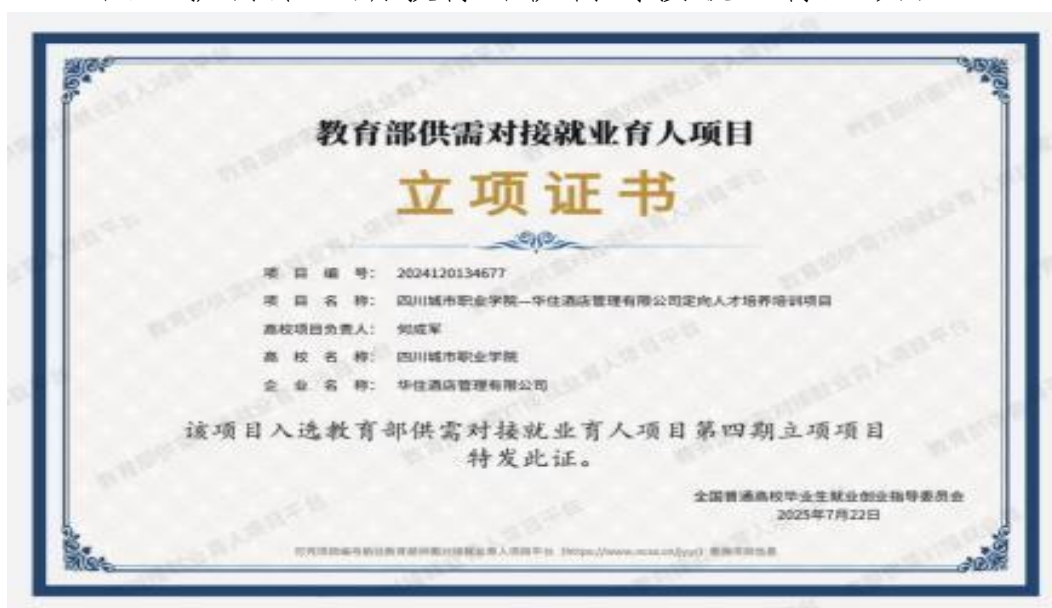 教育部供需对接就业育人项目
立项证书
项目编号: 2024120134677
项目名称: 四川城市职业学院—华住酒店管理有限公司定向人才培养培训项目
高校项目负责人: 何成军
高校名称: 四川城市职业学院
企业名称: 华住酒店管理有限公司
该项目入选教育部供需对接就业育人项目第四期立项项目
特发此证。
全国普通高校毕业生就业创业指导委员会
2025年7月22日